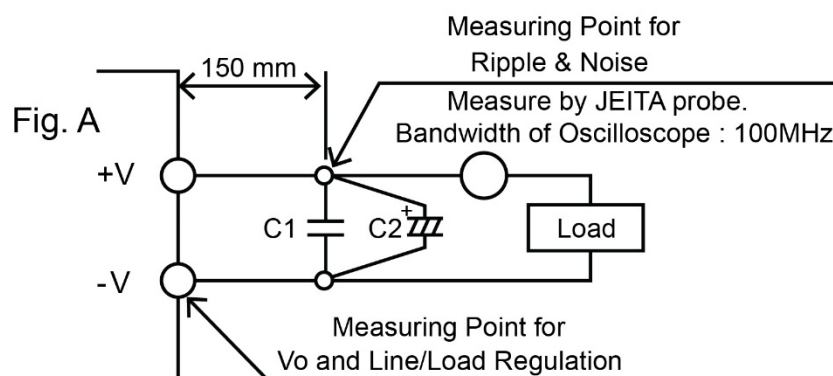 Measuring Point for
Ripple & Noise
150 mm
Measure by JEITA probe.
Fig. A
Bandwidth of Oscilloscope : 100MHz
+V
C1
C2
+
Load
-V
Measuring Point for
Vo and Line/Load Regulation